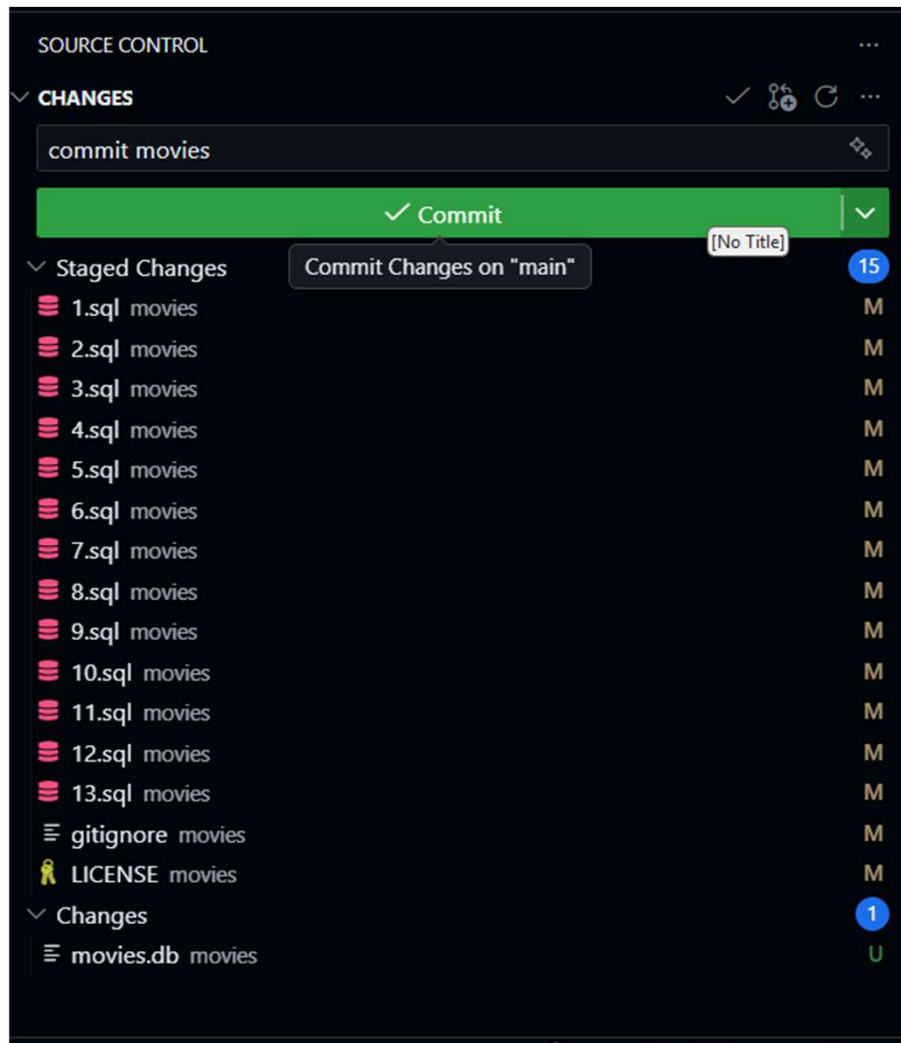 SOURCE CONTROL
CHANGES
commit movies
Commit
[No Title]
Commit Changes on "main"
Staged Changes 15
1.sql movies M
2.sql movies M
3.sql movies M
4.sql movies M
5.sql movies M
6.sql movies M
7.sql movies M
8.sql movies M
9.sql movies M
10.sql movies M
11.sql movies M
12.sql movies M
13.sql movies M
gitignore movies M
LICENSE movies M
Changes 1
movies.db movies U